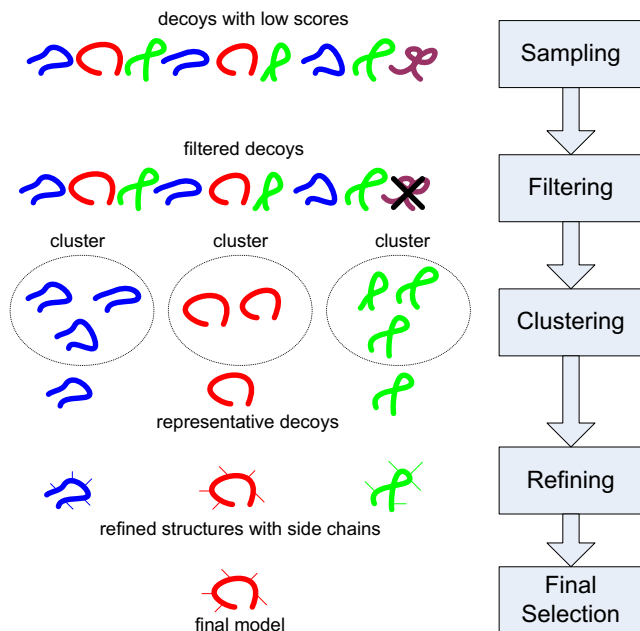 decoys with low scores
Sampling
filtered decoys
Filtering
cluster
cluster
cluster
Clustering
representative decoys
Refining
refined structures with side chains
Final
Selection
final model